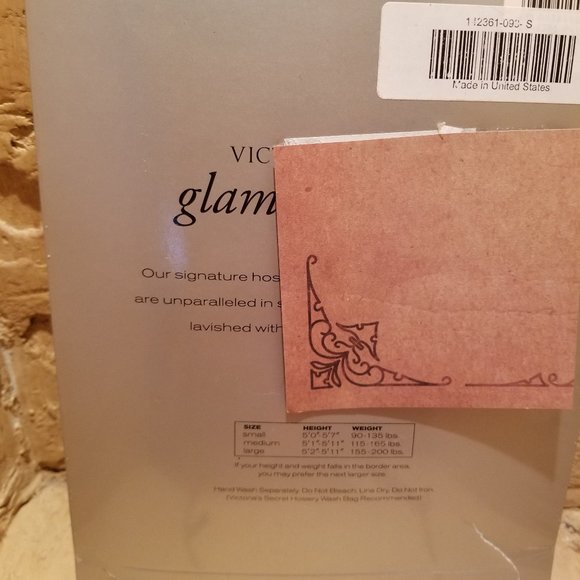 112361-093- S
Made in United States
VIC
glam
Our signature hos
are unparalleled in s
lavished with
SIZE HEIGHT WEIGHT
small 5'0"-5'7" 90-135 lbs.
medium 5'1"-5'11" 115-165 lbs.
large 5'2"-5'11" 155-200 lbs.
If your height and weight falls in the border area,
you may prefer the next larger size.
Hand Wash Separately, Do Not Bleach, Line Dry, Do Not Iron.
(Victoria's Secret Hosiery Wash Bag Recommended)